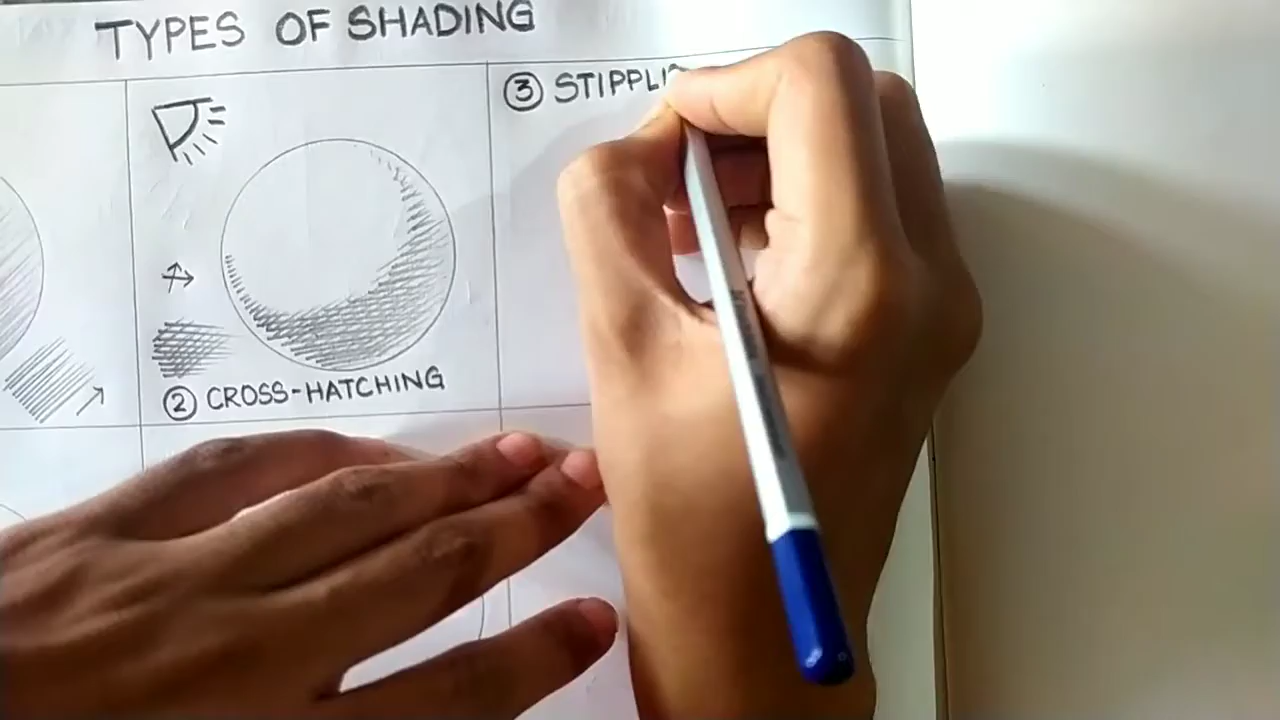 TYPES OF SHADING
③ STIPPLI
② CROSS-HATCHING